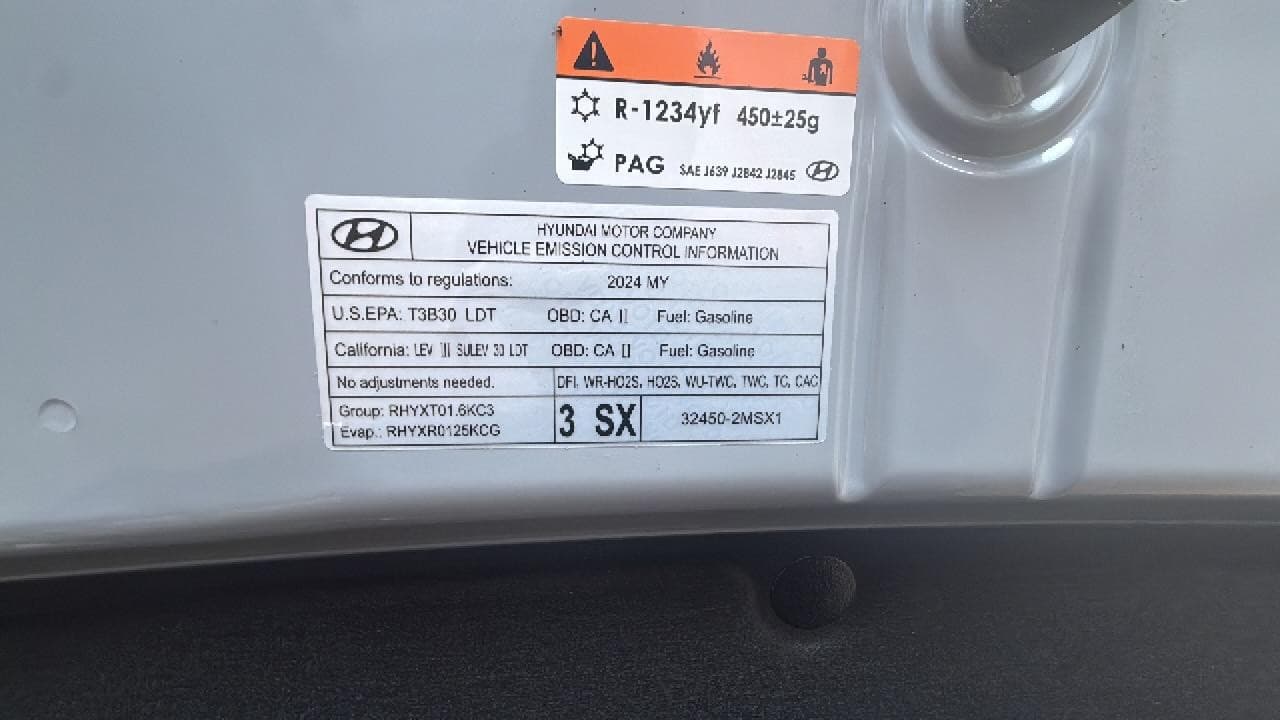 R-1234yf 450±25g
PAG SAE J639 J2842 J2845
HYUNDAI MOTOR COMPANY
VEHICLE EMISSION CONTROL INFORMATION
Conforms to regulations: 2024 MY
U.S.EPA: T3B30 LDT OBD: CA II Fuel: Gasoline
California: LEV III SULEV 30 LDT OBD: CA II Fuel: Gasoline
No adjustments needed. DFI, WR-HO2S, HO2S, WU-TWC, TWC, TC, CAC
Group: RHYXT01.6KC3
Evap.: RHYXR0125KCG
3 SX 32450-2MSX1